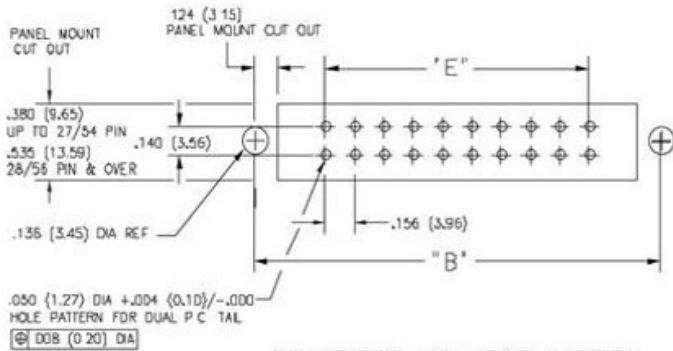 .124 (3 15)
PANEL MOUNT CUT OUT
PANEL MOUNT
CUT OUT
"E"
.380 (9.65)
UP TO 27/54 PIN
.140 (3.56)
.535 (13.59)
28/56 PIN & OVER
.136 (3.45) DIA REF
.156 (3.96)
"B"
.050 (1.27) DIA +.004 (0.10)/-.000
HOLE PATTERN FOR DUAL P C TAIL
⌖ 008 (0 20) DIA